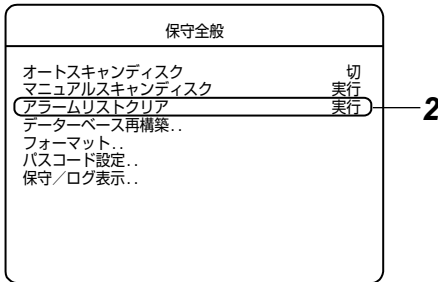 保守全般
オートスキャンディスク 切
マニュアルスキャンディスク 実行
アラームリストクリア 実行 2
データーベース再構築..
フォーマット..
パスコード設定..
保守／ログ表示..